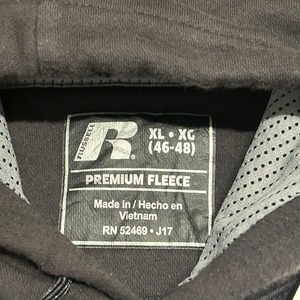 RUSSELL
R
XL • XG
(46-48)
PREMIUM FLEECE
Made in / Hecho en
Vietnam
RN 52469 • J17